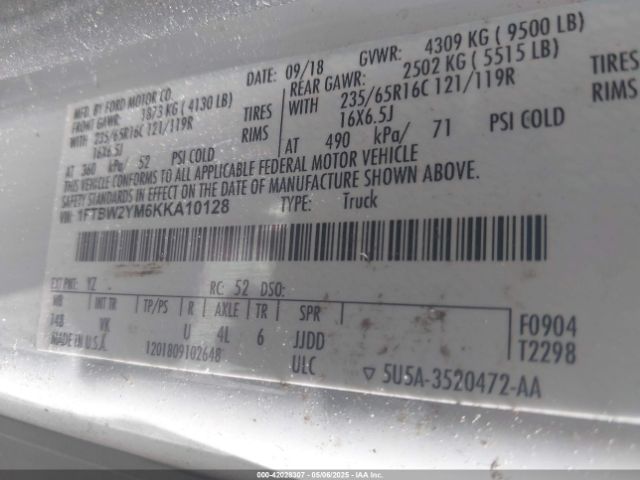 MFG. BY FORD MOTOR CO.
DATE: 09/18 GVWR: 4309 KG ( 9500 LB)
FRONT GAWR: 1873 KG ( 4130 LB)
REAR GAWR: 2502 KG ( 5515 LB)
WITH 235/65R16C 121/119R TIRES
WITH 235/65R16C 121/119R TIRES
16X6.5J RIMS
16X6.5J RIMS
AT 360 kPa/ 52 PSI COLD
AT 490 kPa/ 71 PSI COLD
THIS VEHICLE CONFORMS TO ALL APPLICABLE FEDERAL MOTOR VEHICLE
SAFETY STANDARDS IN EFFECT ON THE DATE OF MANUFACTURE SHOWN ABOVE.
VIN: 1FTBW2YM6KKA10128 TYPE: Truck
EXT PNT: YZ RC: 52 DSO:
WB INT TR TP/PS R AXLE TR SPR
148 VK U 4L 6 JJDD
F0904
T2298
MADE IN U.S.A. 1201809102648 ULC
5U5A-3520472-AA
000-42028307 - 05/06/2025 - IAAI, Inc.